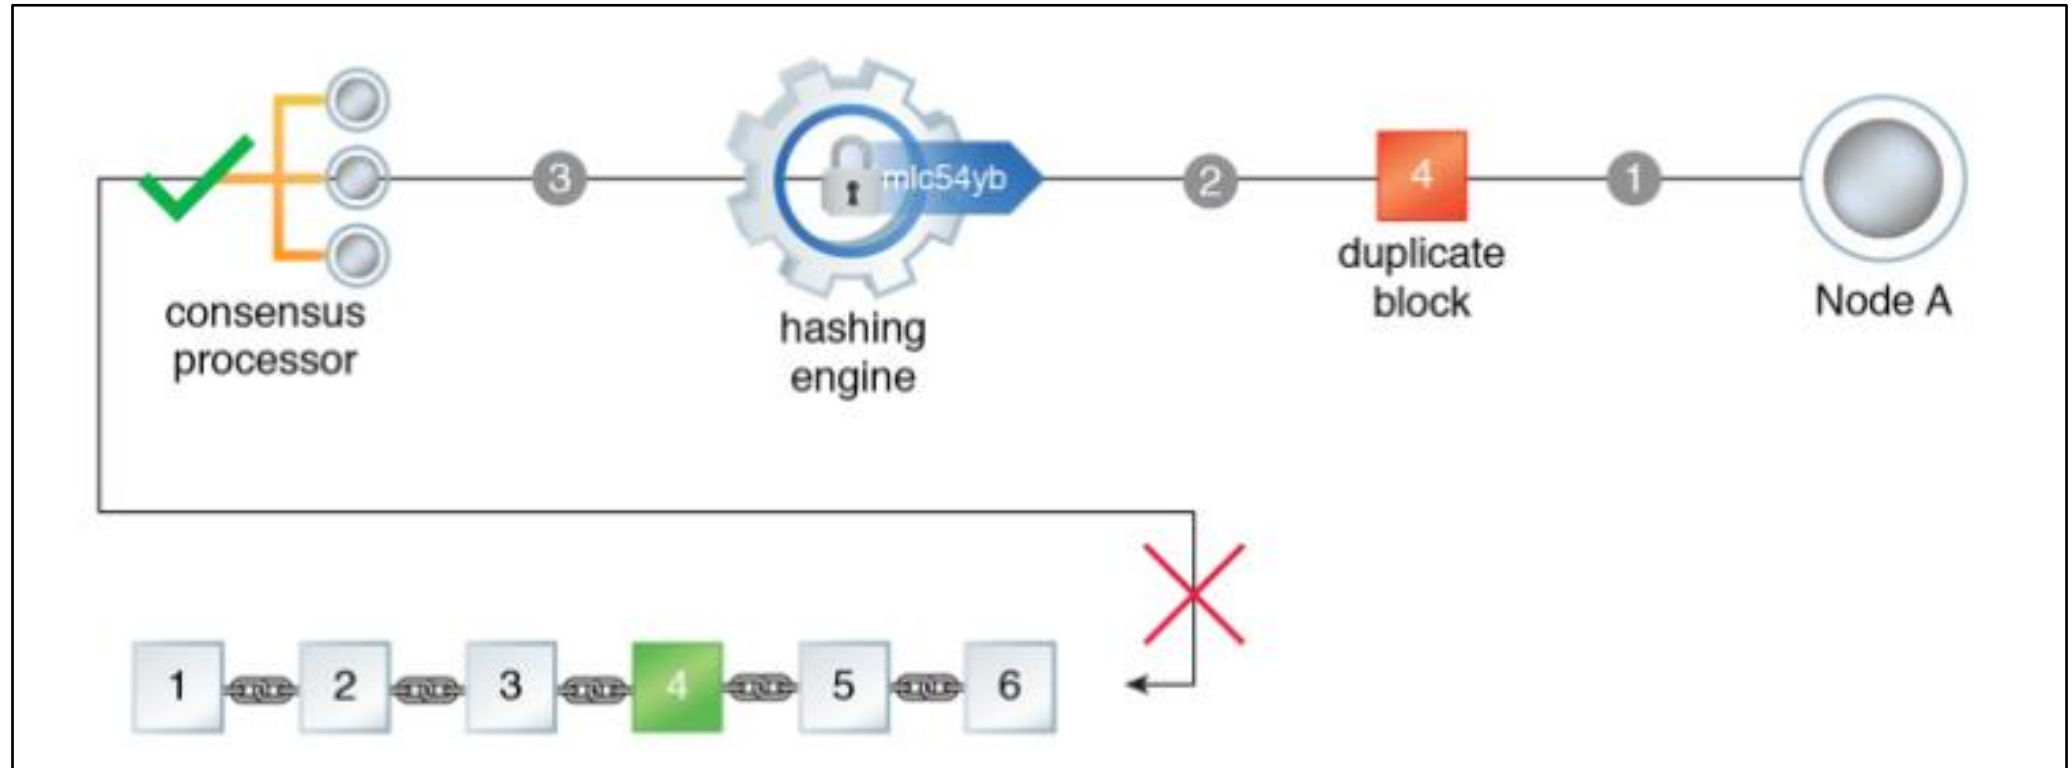 3
mlc54yb
2
4
1
consensus
processor
hashing
engine
duplicate
block
Node A
1
2
3
4
5
6